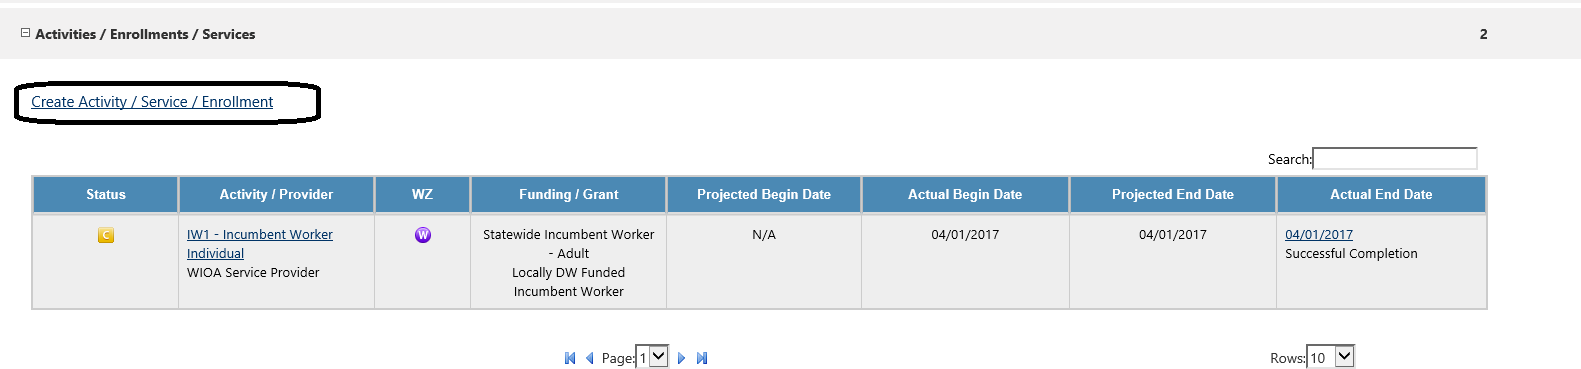 Activities / Enrollments / Services 2
Create Activity / Service / Enrollment
Search:
Status Activity / Provider WZ Funding / Grant Projected Begin Date Actual Begin Date Projected End Date Actual End Date
C IW1 - Incumbent Worker W Statewide Incumbent Worker N/A 04/01/2017 04/01/2017 04/01/2017
Individual - Adult Successful Completion
WIOA Service Provider Locally DW Funded
Incumbent Worker
Page: 1 Rows: 10